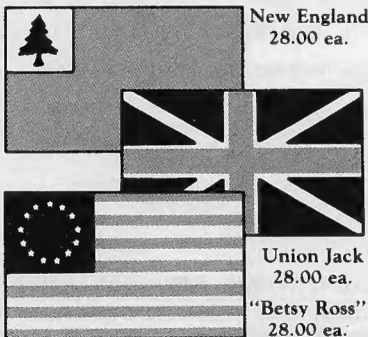 New England
28.00 ea.
Union Jack
28.00 ea.
"Betsy Ross"
28.00 ea.